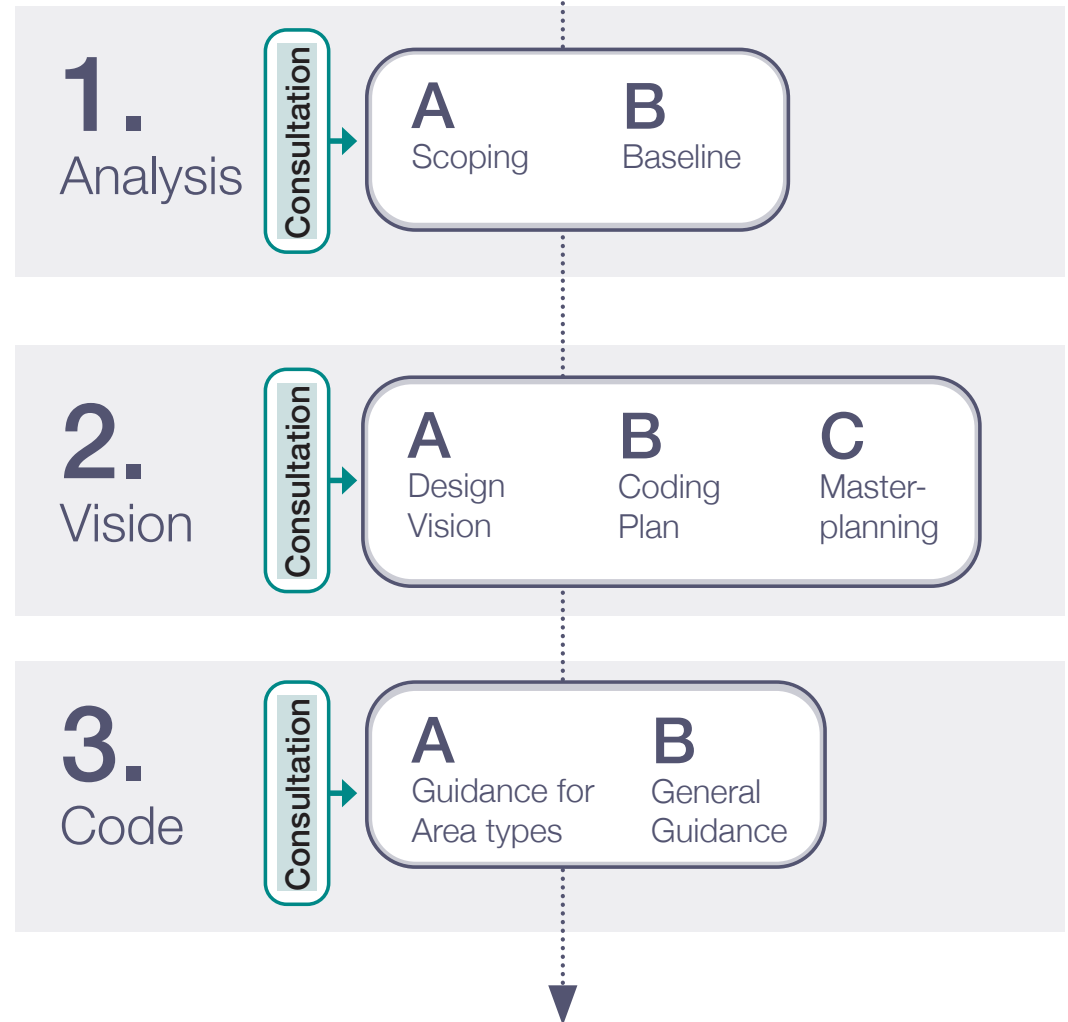 1.
Analysis
Consultation
A
Scoping
B
Baseline
2.
Vision
Consultation
A
Design
Vision
B
Coding
Plan
C
Master-
planning
3.
Code
Consultation
A
Guidance for
Area types
B
General
Guidance